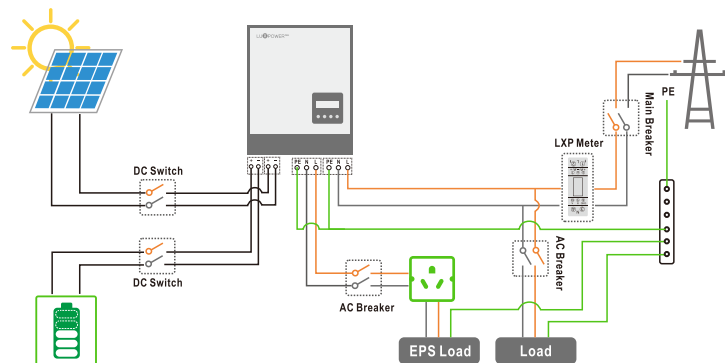 LUXPOWER
PE
Main Breaker
LXP Meter
DC Switch
+ − + −
PE N L PE N L
DC Switch
AC Breaker
AC Breaker
EPS Load
Load